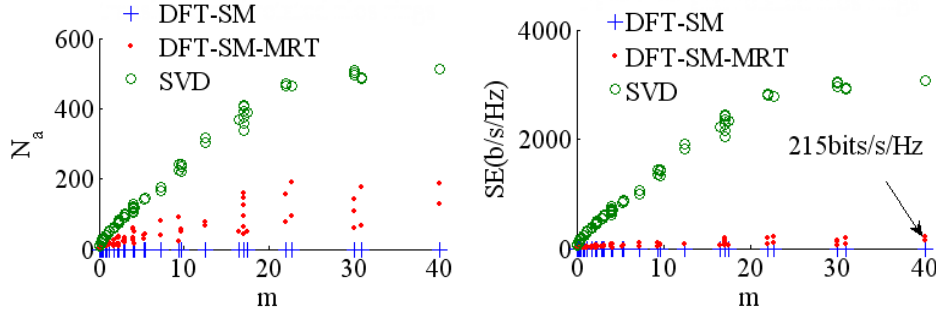 DFT-SM
DFT-SM-MRT
SVD
600
400
200
0
N_a
0
10
20
30
40
m
DFT-SM
DFT-SM-MRT
SVD
4000
2000
0
SE(b/s/Hz)
215bits/s/Hz
0
10
20
30
40
m